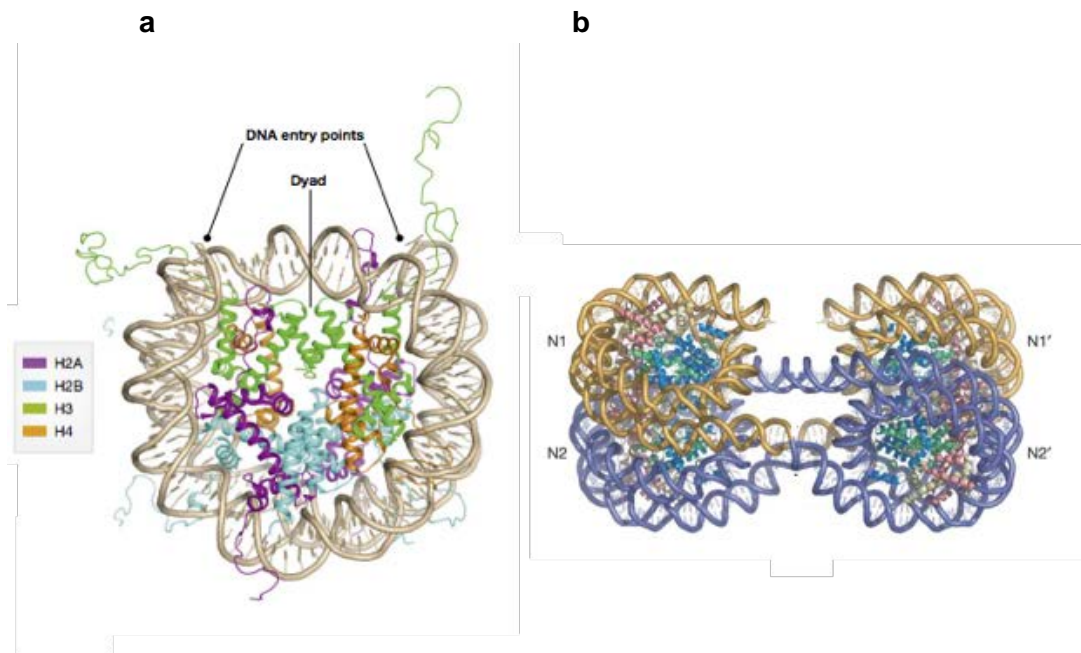 a
b
DNA entry points
Dyad
H2A
H2B
H3
H4
N1
N1′
N2
N2′